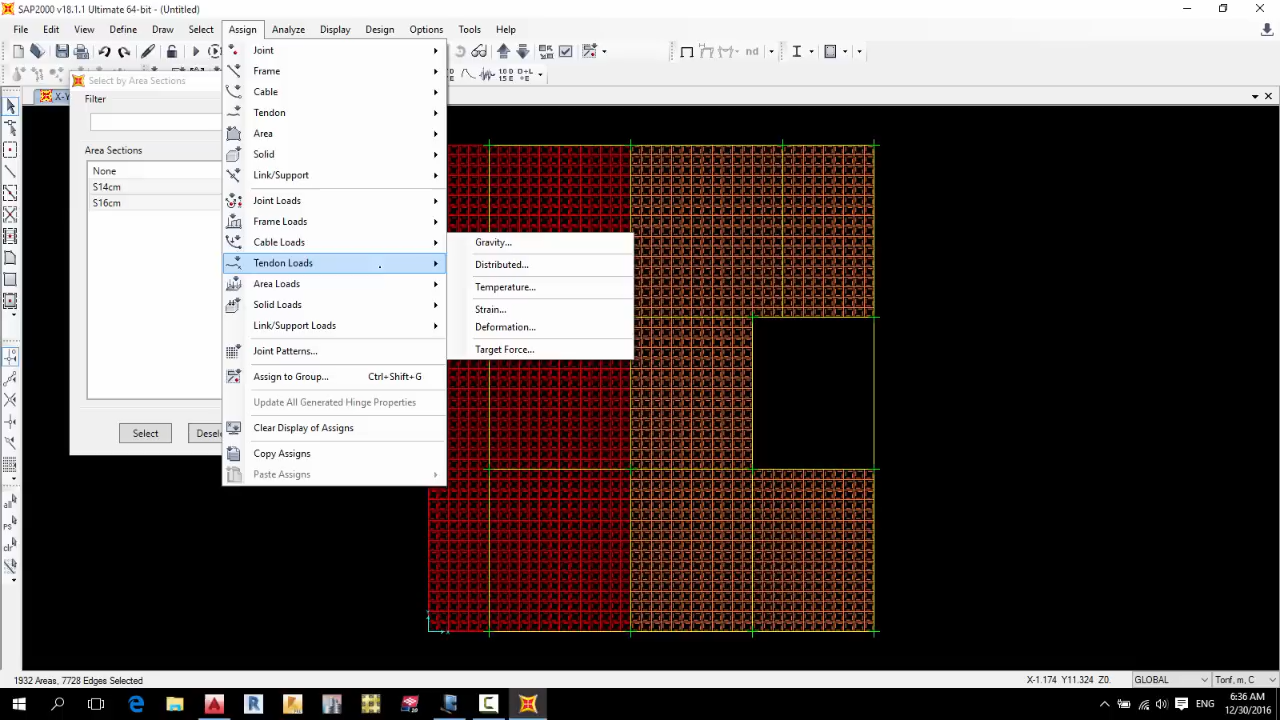 SAP2000 v18.1.1 Ultimate 64-bit - (Untitled)
File Edit View Define Draw Select Assign Analyze Display Design Options Tools Help
nd
Select by Area Sections
X-Y
Filter
Area Sections
None
S14cm
S16cm
Select
Desele
Joint
Frame
Cable
Tendon
Area
Solid
Link/Support
Joint Loads
Frame Loads
Cable Loads
Tendon Loads
Area Loads
Solid Loads
Link/Support Loads
Joint Patterns...
Assign to Group... Ctrl+Shift+G
Update All Generated Hinge Properties
Clear Display of Assigns
Copy Assigns
Paste Assigns
Gravity...
Distributed...
Temperature...
Strain...
Deformation...
Target Force...
all
PS
clr
1932 Areas, 7728 Edges Selected
X-1.174 Y11.324 Z0.
GLOBAL
Tonf, m, C
ENG
6:36 AM
12/30/2016